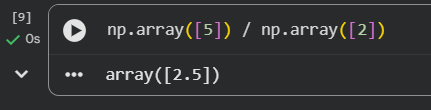 [9]
0s
np.array([5]) / np.array([2])
array([2.5])